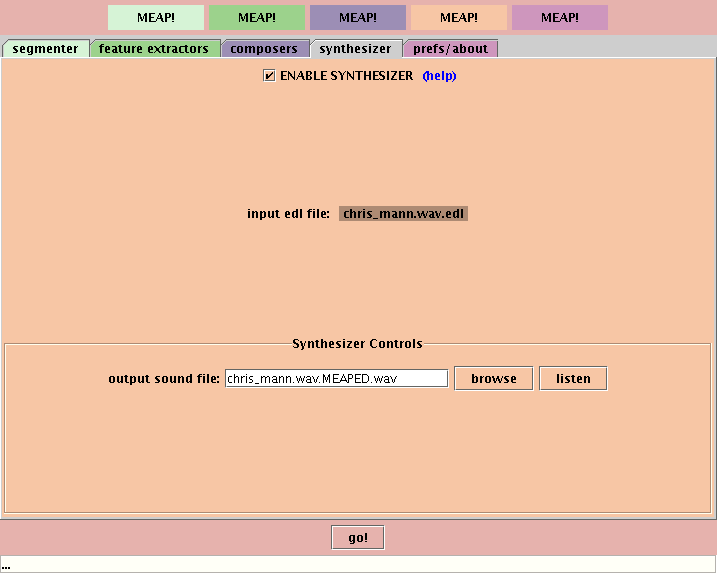 MEAP! MEAP! MEAP! MEAP! MEAP!
segmenter feature extractors composers synthesizer prefs/about
ENABLE SYNTHESIZER (help)
input edl file: chris_mann.wav.edl
Synthesizer Controls
output sound file: chris_mann.wav.MEAPED.wav browse listen
go!
...